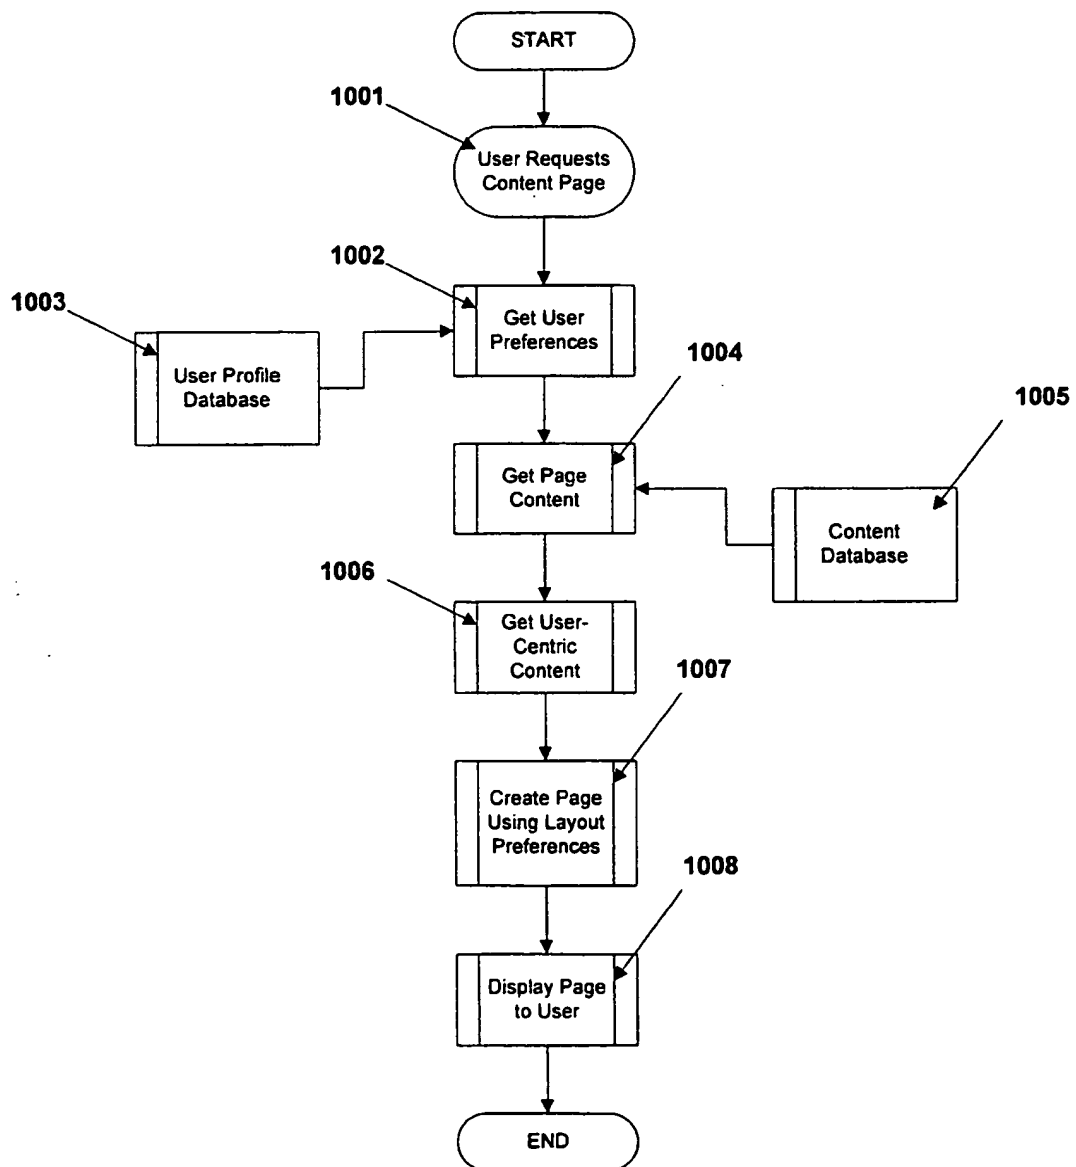 START
1001
User Requests
Content Page
1002
Get User
Preferences
1003
User Profile
Database
1004
Get Page
Content
1005
Content
Database
1006
Get User-
Centric
Content
1007
Create Page
Using Layout
Preferences
1008
Display Page
to User
END